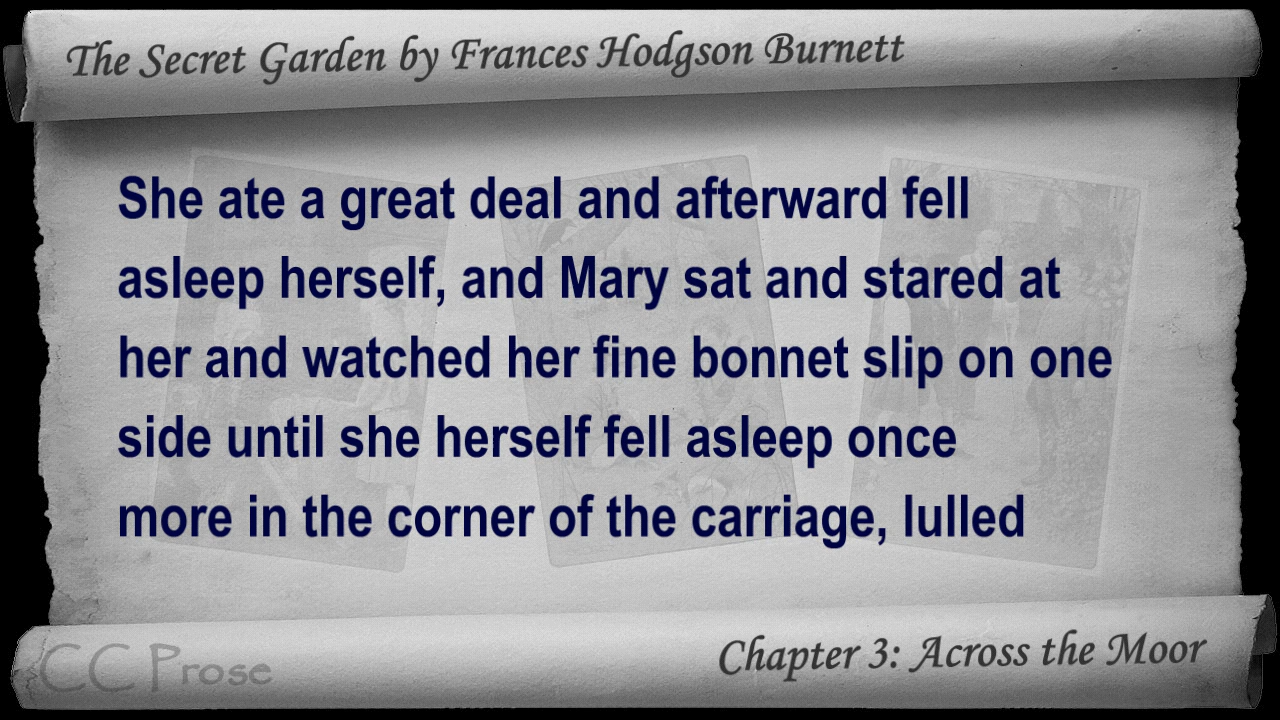 The Secret Garden by Frances Hodgson Burnett
She ate a great deal and afterward fell
asleep herself, and Mary sat and stared at
her and watched her fine bonnet slip on one
side until she herself fell asleep once
more in the corner of the carriage, lulled
CC Prose
Chapter 3: Across the Moor